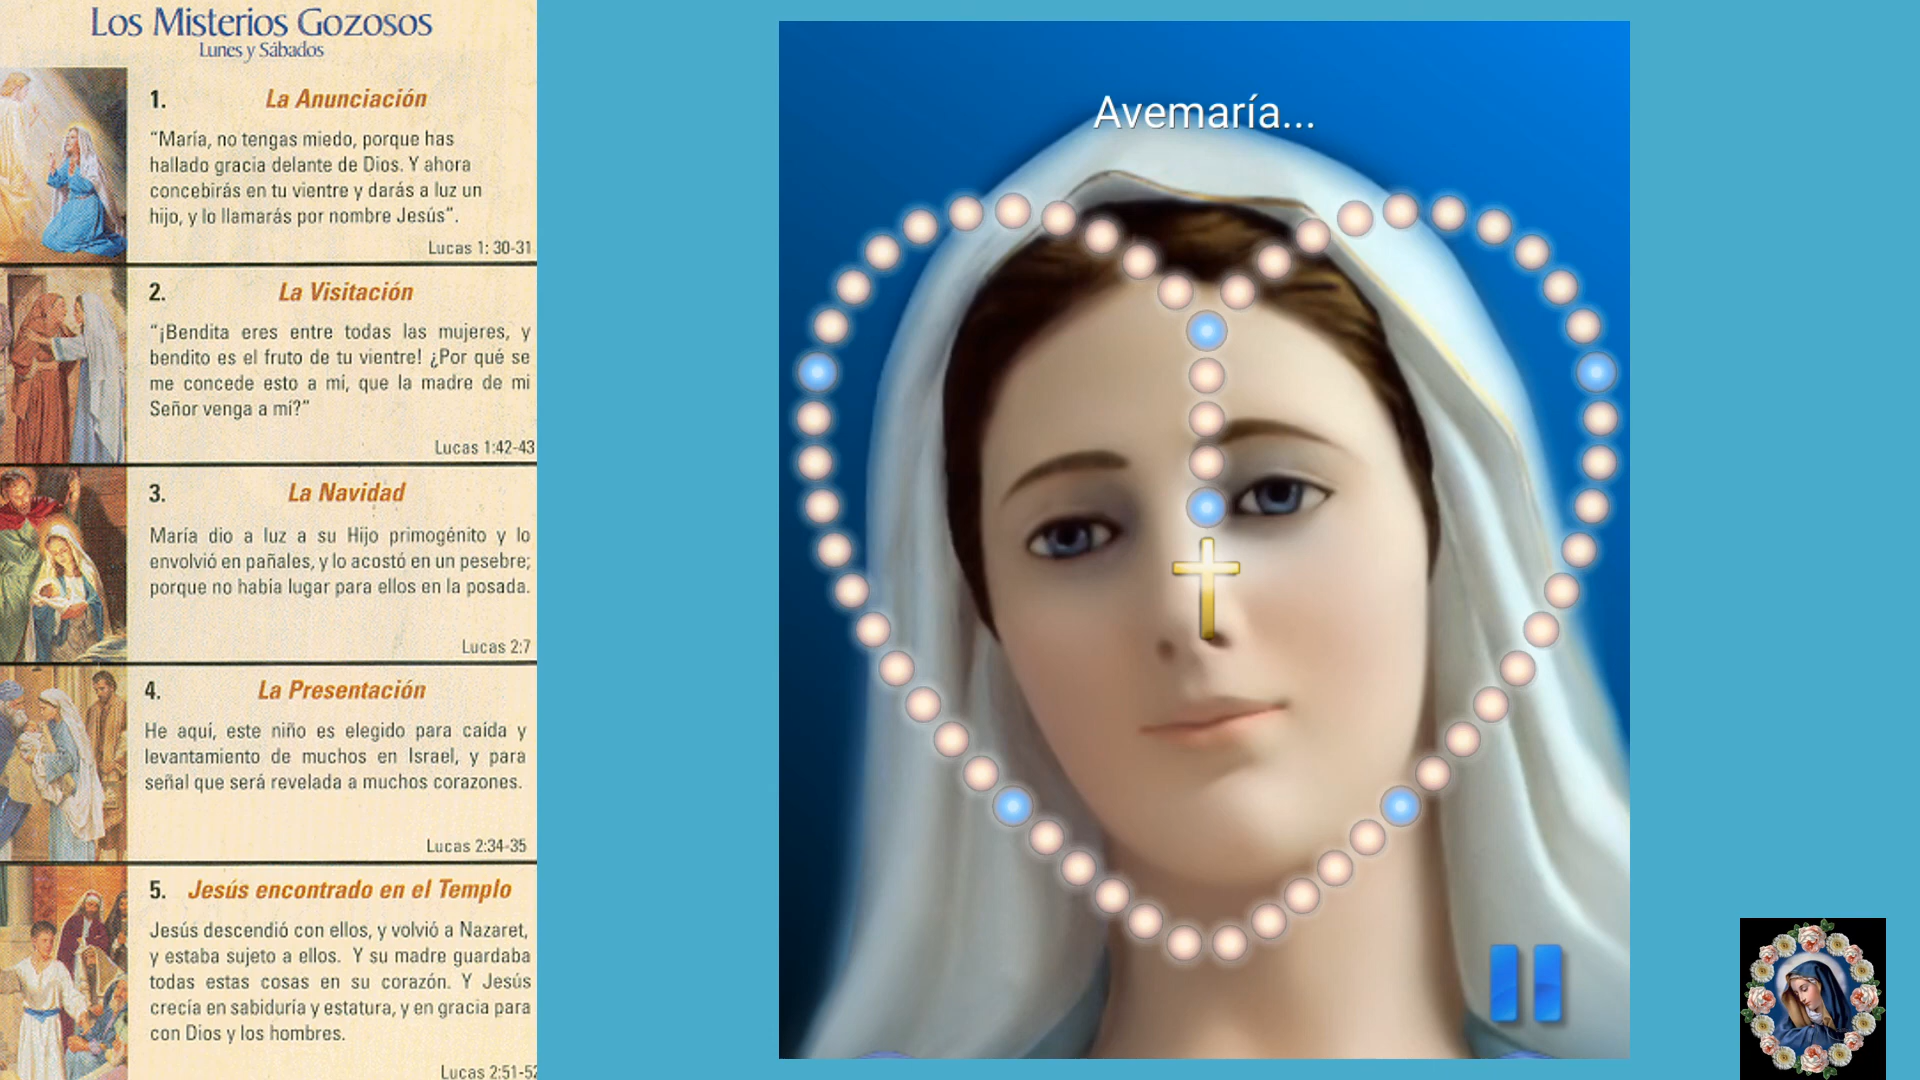 Los Misterios Gozosos
Lunes y Sábados
1. La Anunciación
“María, no tengas miedo, porque has
hallado gracia delante de Dios. Y ahora
concebirás en tu vientre y darás a luz un
hijo, y lo llamarás por nombre Jesús”.
Lucas 1: 30-31
2. La Visitación
“¡Bendita eres entre todas las mujeres, y
bendito es el fruto de tu vientre! ¿Por qué se
me concede esto a mí, que la madre de mi
Señor venga a mí?”
Lucas 1:42-43
3. La Navidad
María dio a luz a su Hijo primogénito y lo
envolvió en pañales, y lo acostó en un pesebre;
porque no había lugar para ellos en la posada.
Lucas 2:7
4. La Presentación
He aquí, este niño es elegido para caída y
levantamiento de muchos en Israel, y para
señal que será revelada a muchos corazones.
Lucas 2:34-35
5. Jesús encontrado en el Templo
Jesús descendió con ellos, y volvió a Nazaret,
y estaba sujeto a ellos. Y su madre guardaba
todas estas cosas en su corazón. Y Jesús
crecía en sabiduría y estatura, y en gracia para
con Dios y los hombres.
Lucas 2:51-52
Avemaría...